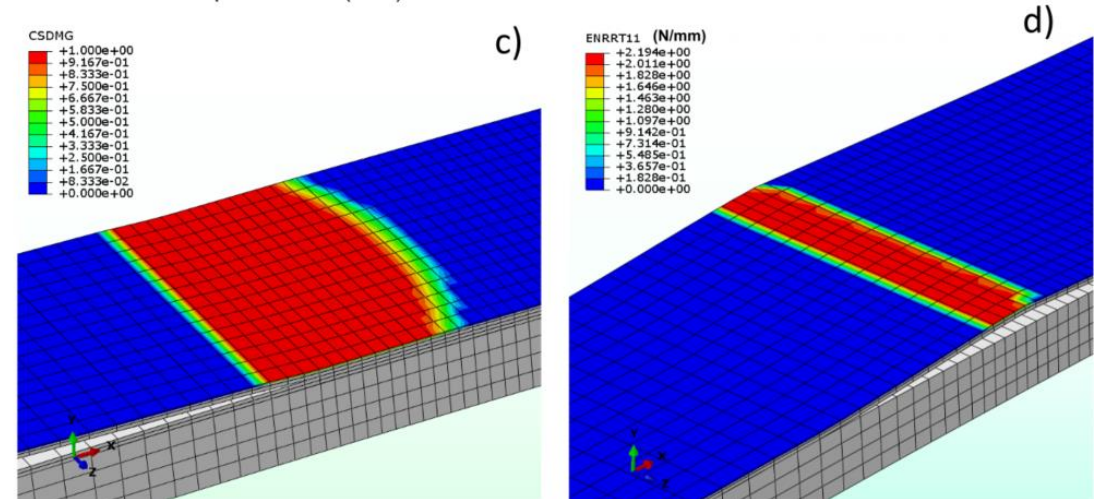 c)
CSDMG
+1.000e+00
+9.167e-01
+8.333e-01
+7.500e-01
+6.667e-01
+5.833e-01
+5.000e-01
+4.167e-01
+3.333e-01
+2.500e-01
+1.667e-01
+8.333e-02
+0.000e+00
Y
X
Z
d)
ENRRT11 (N/mm)
+2.194e+00
+2.011e+00
+1.828e+00
+1.646e+00
+1.463e+00
+1.280e+00
+1.097e+00
+9.142e-01
+7.314e-01
+5.485e-01
+3.657e-01
+1.828e-01
+0.000e+00
Y
X
Z